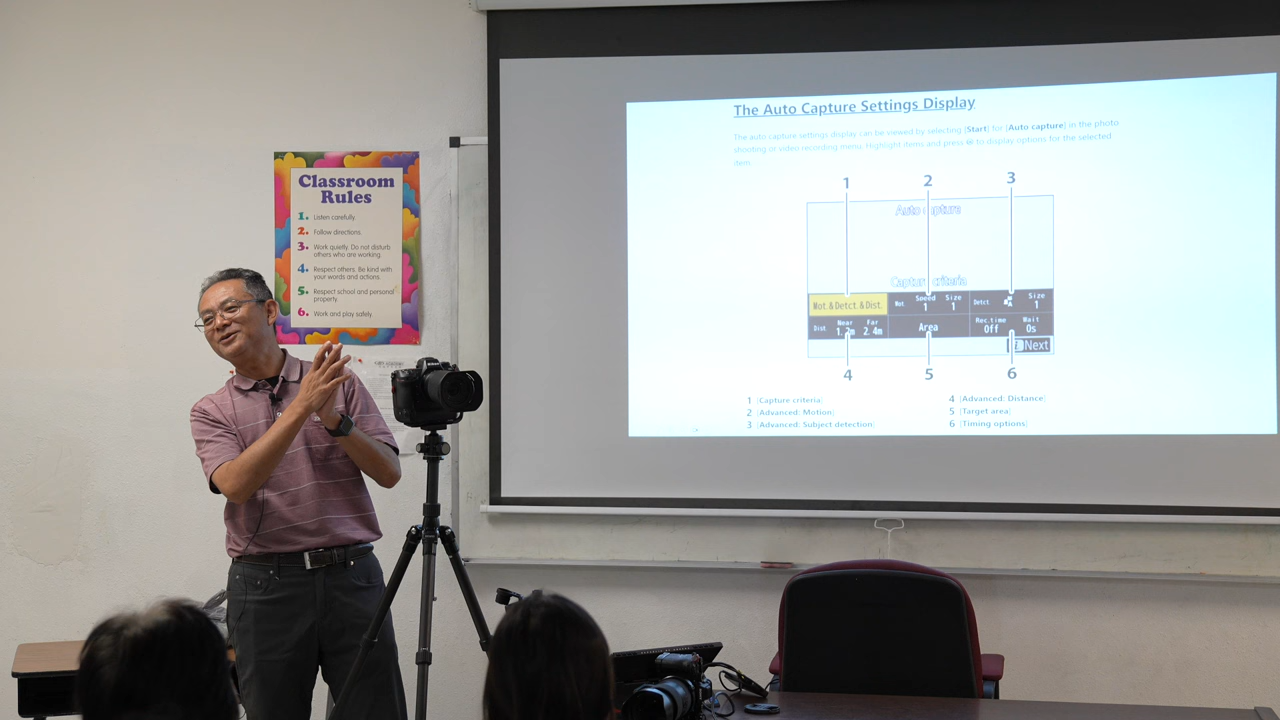 Classroom
Rules
1. Listen carefully.
2. Follow directions.
3. Work quietly. Do not disturb
others who are working.
4. Respect others. Be kind with
your words and actions.
5. Respect school and personal
property.
6. Work and play safely.
The Auto Capture Settings Display
The auto capture settings display can be viewed by selecting [Start] for [Auto capture] in the photo
shooting or video recording menu. Highlight items and press to display options for the selected
item.
1 2 3
Auto capture
Capture criteria
Mot. & Detct. & Dist.
Mot. Speed 1 Size 1
Detct Size 1
Dist Near 1.2m Far 2.4m
Area
Rec. time Off Wait 0s
Next
4 5 6
1 [Capture criteria]
2 [Advanced: Motion]
3 [Advanced: Subject detection]
4 [Advanced: Distance]
5 [Target area]
6 [Timing options]